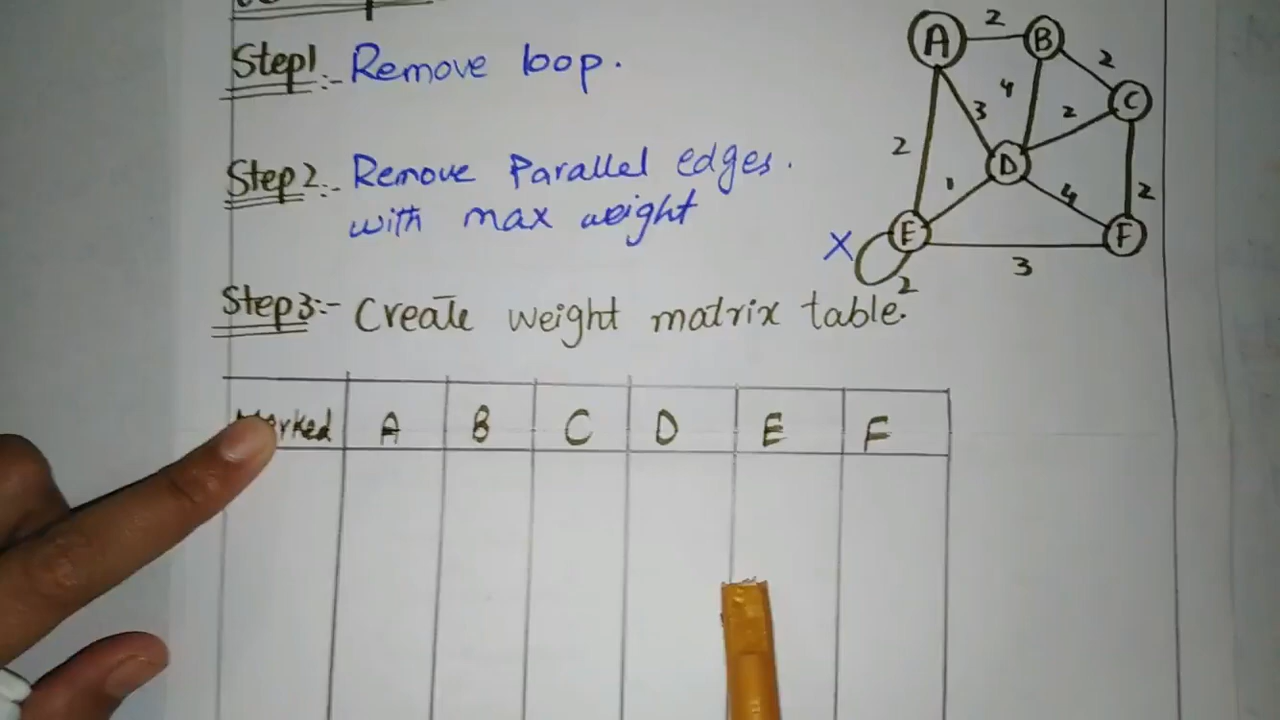 Step1:- Remove loop.
Step2:- Remove Parallel edges.
with max weight
Step3:- Create weight matrix table.
A 2 B
2
C
4
3
2
2
D
1
4
2
X
E
F
2
3
A B C D E F